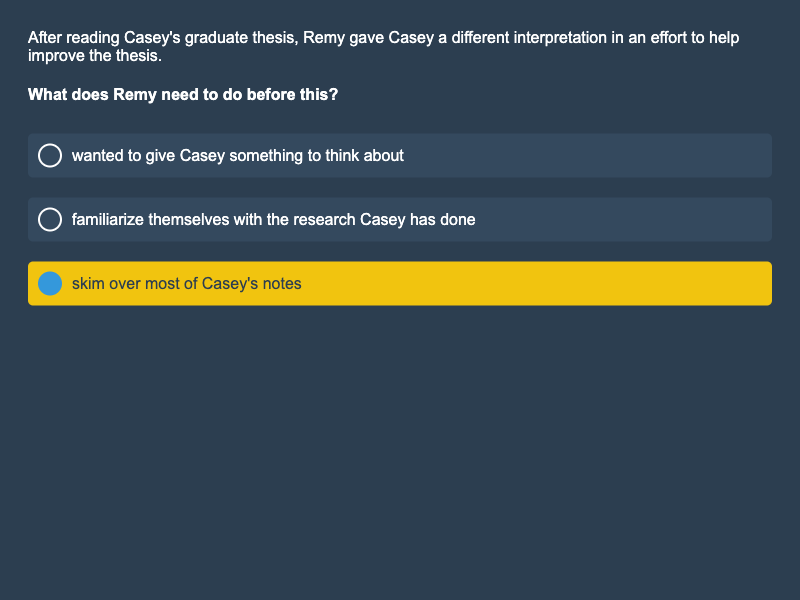 After reading Casey's graduate thesis, Remy gave Casey a different interpretation in an effort to help
improve the thesis.
What does Remy need to do before this?
wanted to give Casey something to think about
familiarize themselves with the research Casey has done
skim over most of Casey's notes